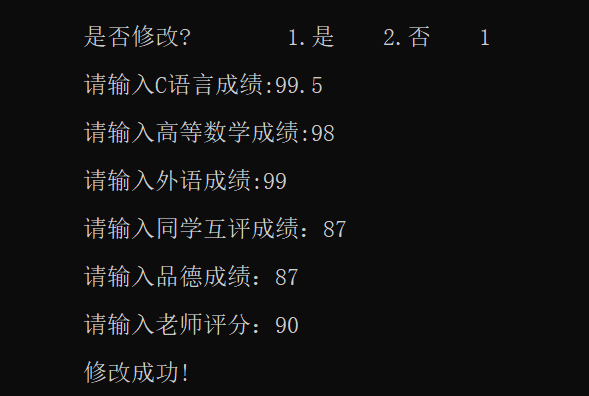 是否修改?        1.是    2.否    1
请输入C语言成绩:99.5
请输入高等数学成绩:98
请输入外语成绩:99
请输入同学互评成绩：87
请输入品德成绩：87
请输入老师评分：90
修改成功!